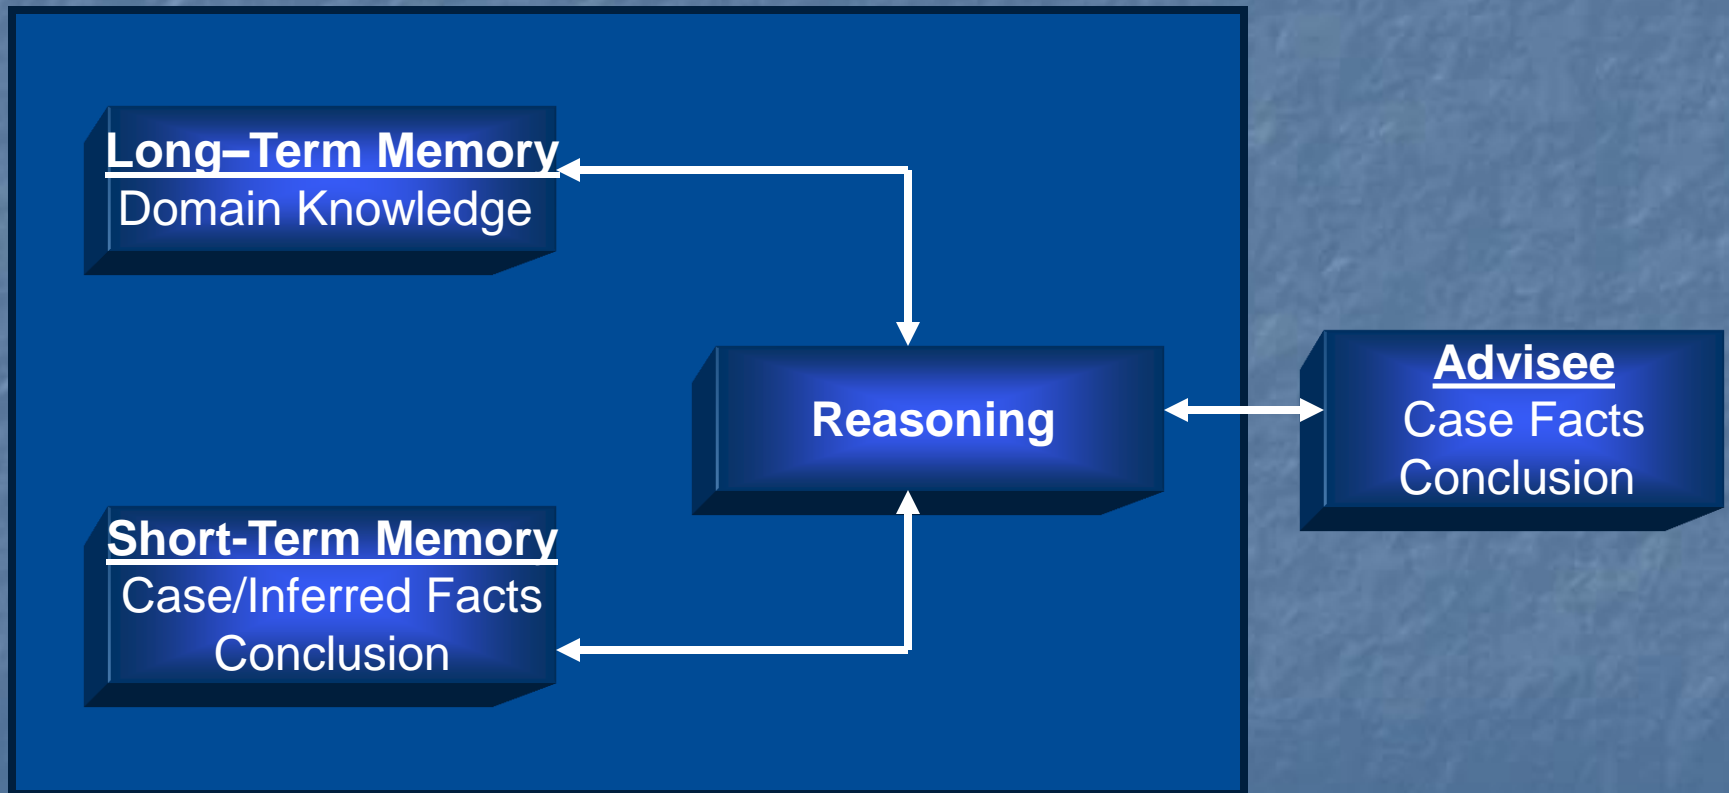 Long–Term Memory
Domain Knowledge
Reasoning
Advisee
Case Facts
Conclusion
Short-Term Memory
Case/Inferred Facts
Conclusion